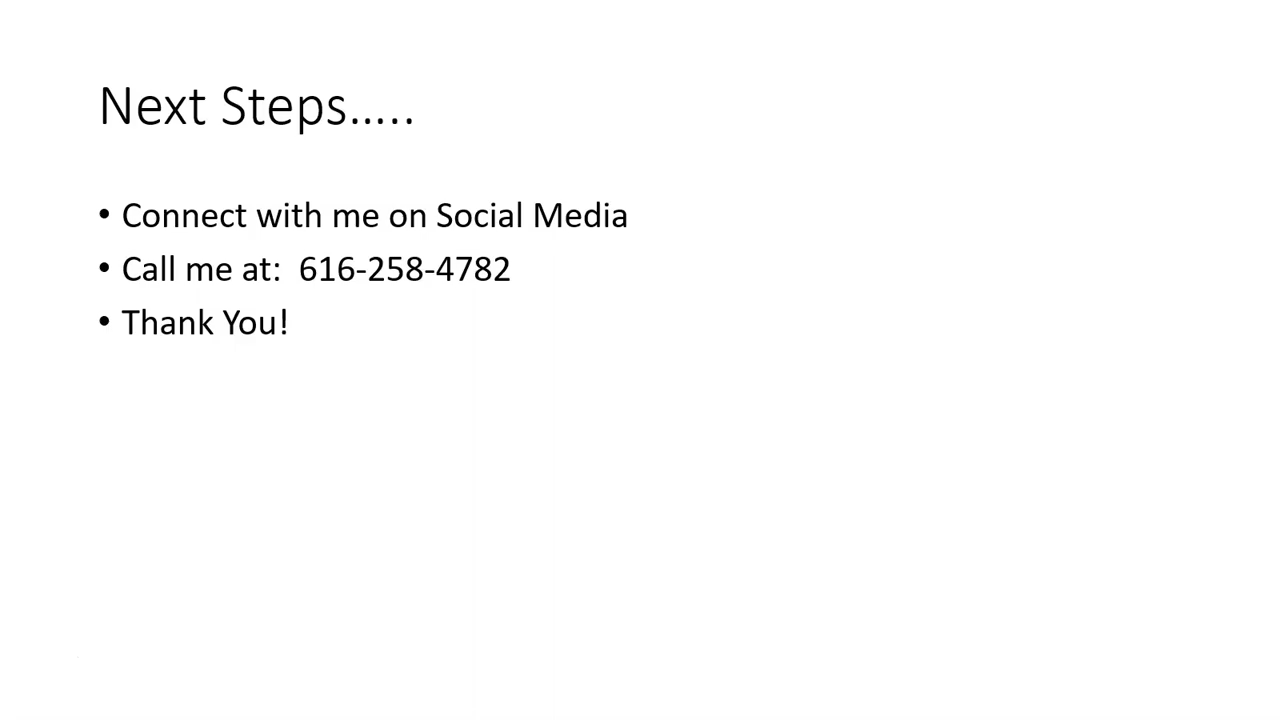 Next Steps…..
• Connect with me on Social Media
• Call me at:  616-258-4782
• Thank You!